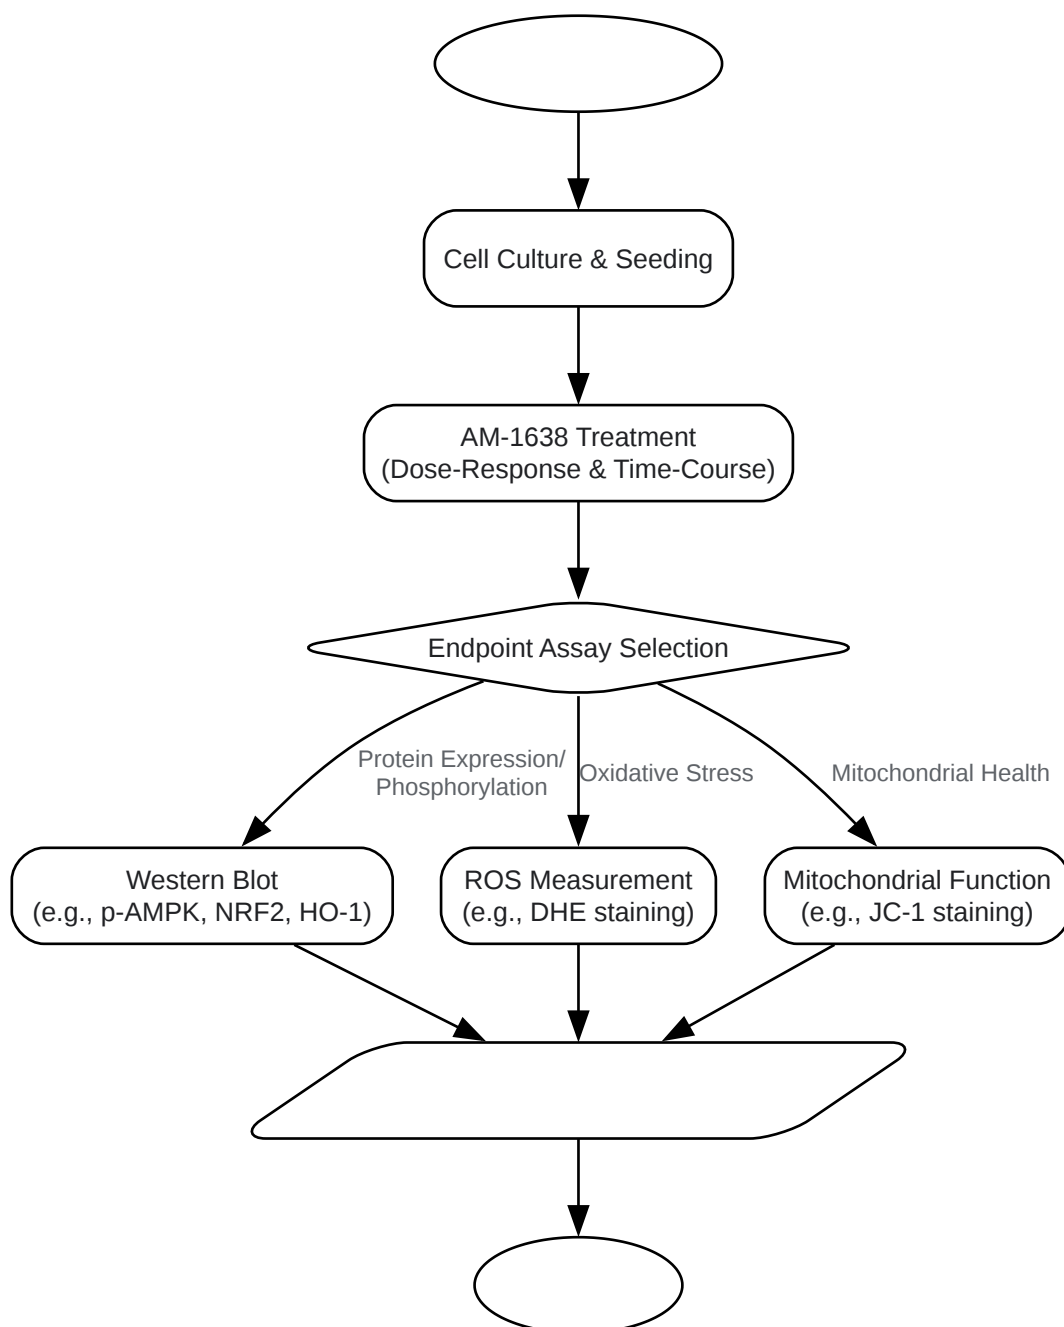 Cell Culture & Seeding
AM-1638 Treatment
(Dose-Response & Time-Course)
Endpoint Assay Selection
Protein Expression/
Phosphorylation
Oxidative Stress
Mitochondrial Health
Western Blot
(e.g., p-AMPK, NRF2, HO-1)
ROS Measurement
(e.g., DHE staining)
Mitochondrial Function
(e.g., JC-1 staining)